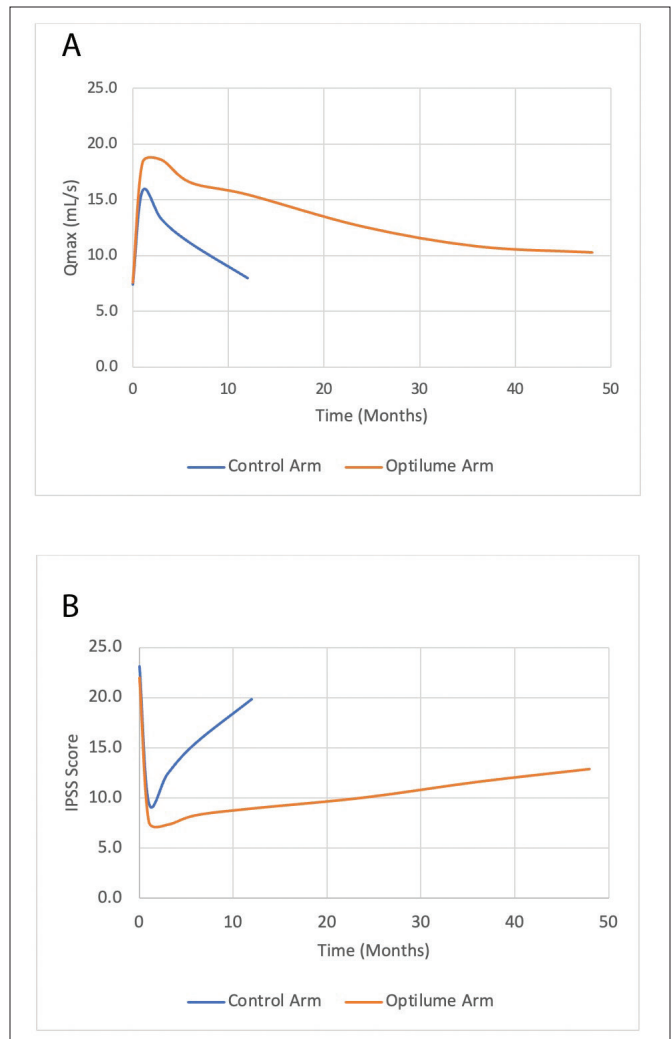 A
25.0
20.0
15.0
10.0
5.0
0.0
Qmax (mL/s)
0 10 20 30 40 50
Time (Months)
Control Arm Optilume Arm
B
25.0
20.0
15.0
10.0
5.0
0.0
IPSS Score
0 10 20 30 40 50
Time (Months)
Control Arm Optilume Arm